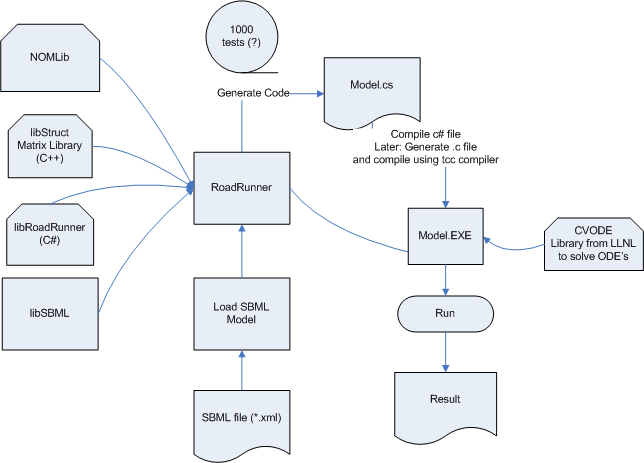 1000
tests (?)
NOMLib
Generate Code
Model.cs
libStruct
Matrix Library
(C++)
Compile c# file
Later: Generate .c file
and compile using tcc compiler
RoadRunner
libRoadRunner
(C#)
Model.EXE
CVODE
Library from LLNL
to solve ODE's
libSBML
Load SBML
Model
Run
SBML file (*.xml)
Result